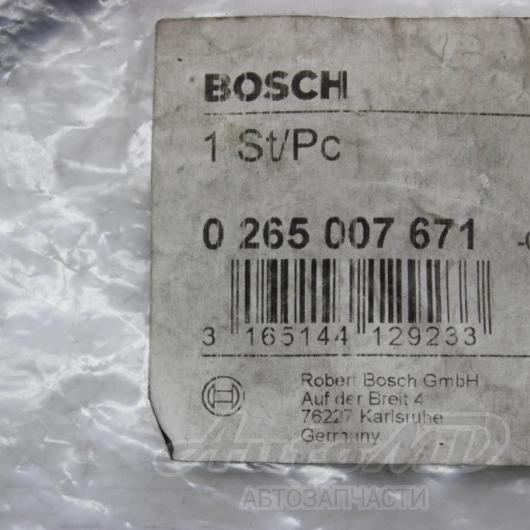 BOSCH
1 St/Pc
0 265 007 671
3 165144 129233
Robert Bosch GmbH
Auf der Breit 4
76227 Karlsruhe
Germany
АВТОЗАПЧАСТИ